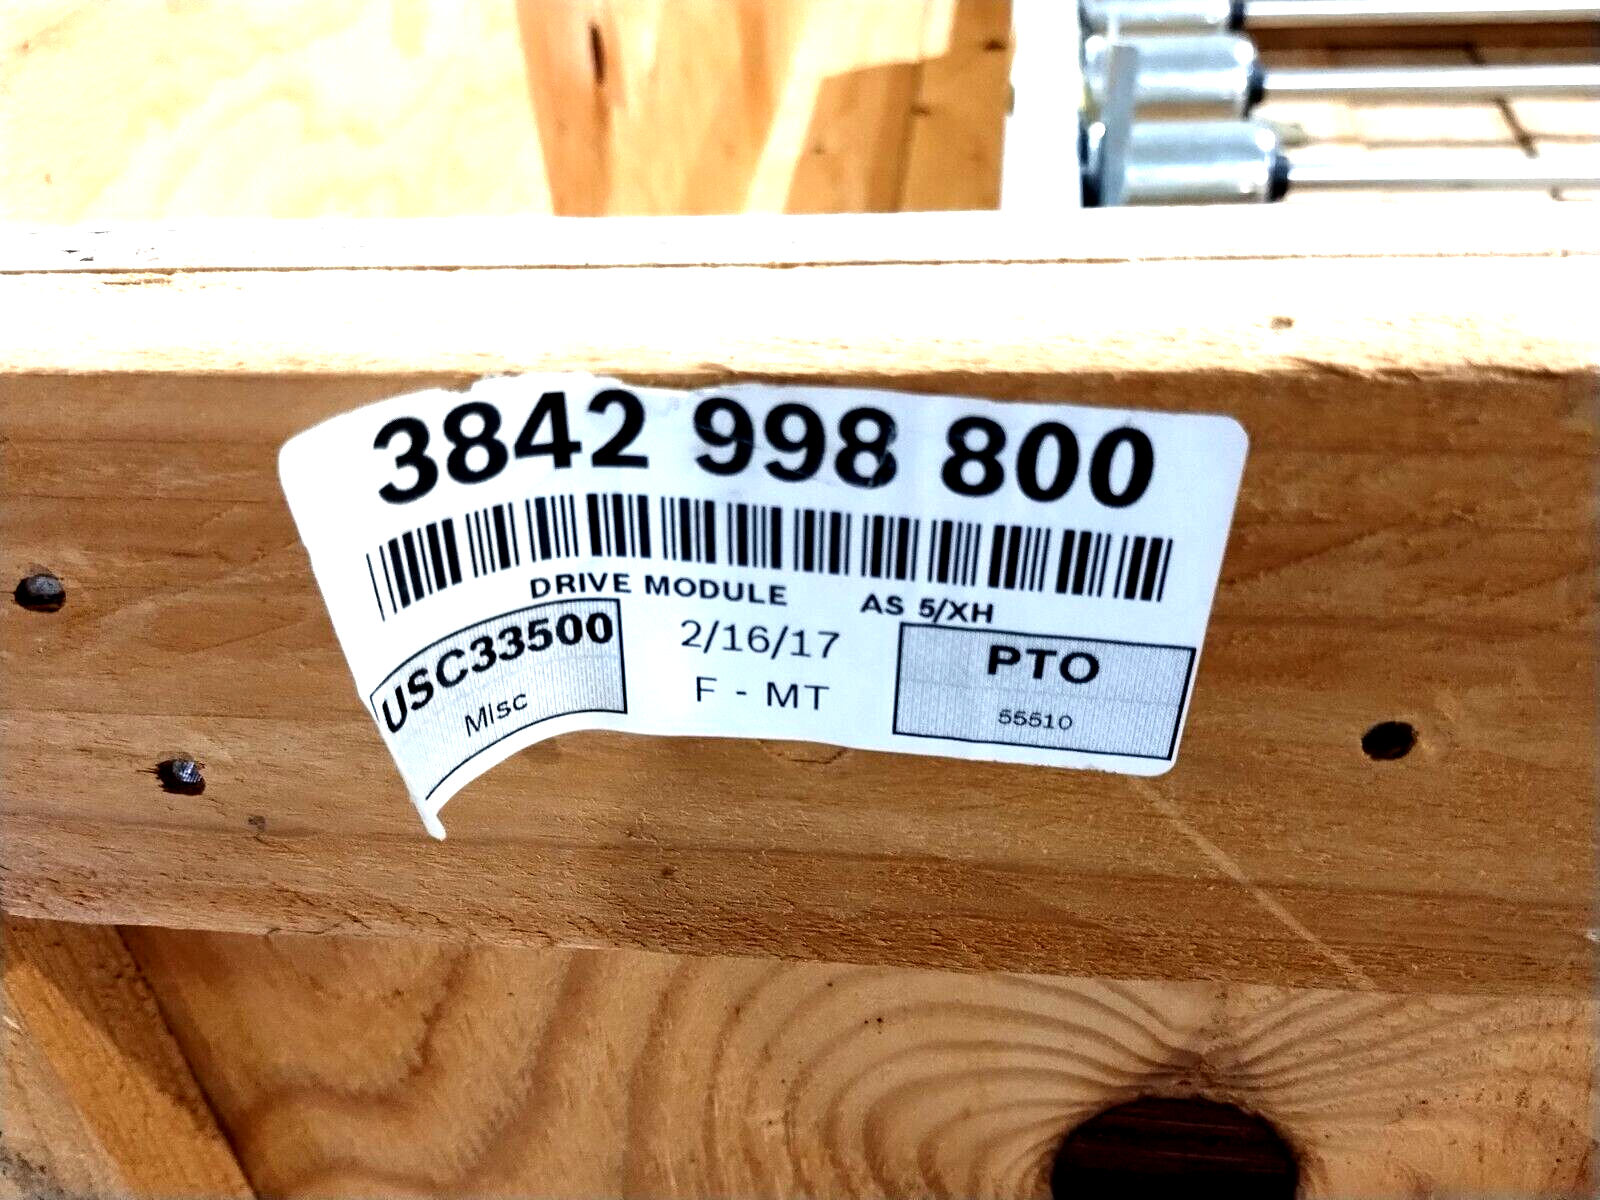 3842 998 800
DRIVE MODULE AS 5/XH
USC33500
Misc
2/16/17
F - MT
PTO
55510